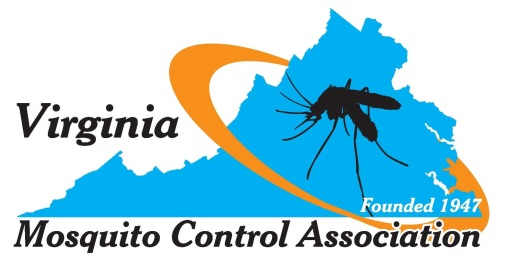 Virginia
Founded 1947
Mosquito Control Association